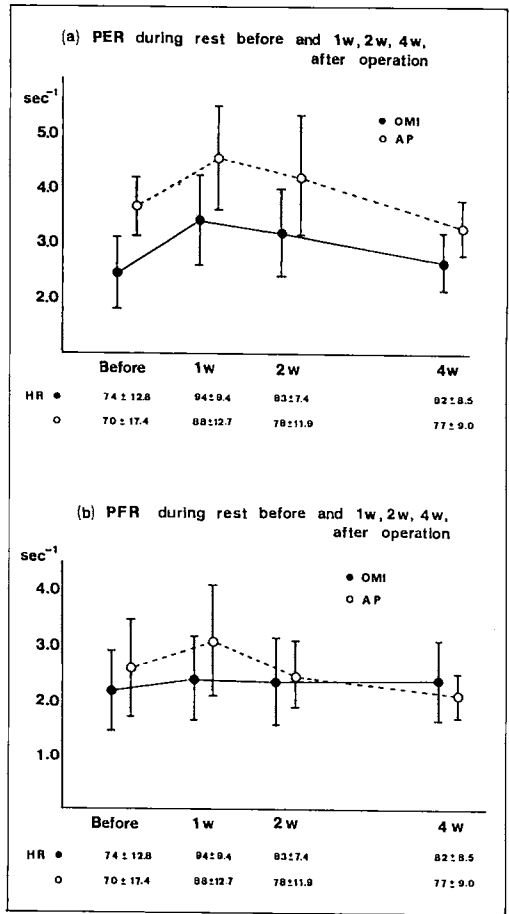 (a) PER during rest before and 1w, 2w, 4w,
after operation
sec⁻¹
● OMI
○ AP
5.0
4.0
3.0
2.0
Before 1w 2w 4w
HR ● 74 ± 12.8 94±9.4 83±7.4 82±8.5
○ 70 ± 17.4 88±12.7 78±11.9 77± 9.0
(b) PFR during rest before and 1w, 2w, 4w,
after operation
sec⁻¹
● OMI
○ AP
4.0
3.0
2.0
1.0
Before 1w 2w 4w
HR ● 74 ± 12.8 94±9.4 83±7.4 82±8.5
○ 70 ± 17.4 88±12.7 78±11.9 77± 9.0